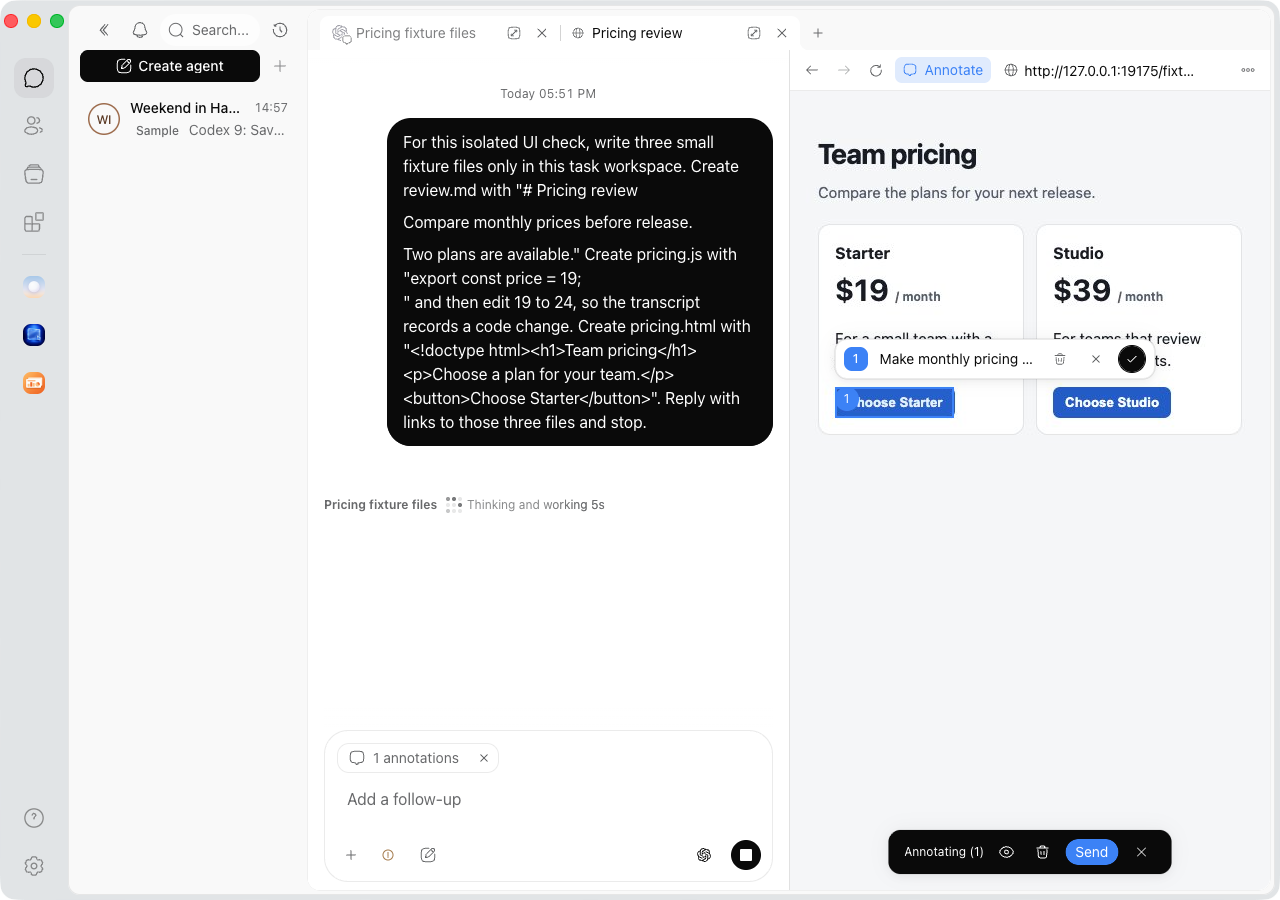 Search...
Create agent
WI
Weekend in Ha...
14:57
Sample
Codex 9: Sav...
Pricing fixture files
Pricing review
Today 05:51 PM
For this isolated UI check, write three small
fixture files only in this task workspace. Create
review.md with "# Pricing review
Compare monthly prices before release.
Two plans are available." Create pricing.js with
"export const price = 19;
" and then edit 19 to 24, so the transcript
records a code change. Create pricing.html with
"<!doctype html><h1>Team pricing</h1>
<p>Choose a plan for your team.</p>
<button>Choose Starter</button>". Reply with
links to those three files and stop.
Pricing fixture files
Thinking and working 5s
1 annotations
Add a follow-up
Annotate
http://127.0.0.1:19175/fixt...
Team pricing
Compare the plans for your next release.
Starter
$19 / month
For a small team with a
Studio
$39 / month
For teams that review
1
Make monthly pricing ...
1
hoose Starter
Choose Studio
Annotating (1)
Send